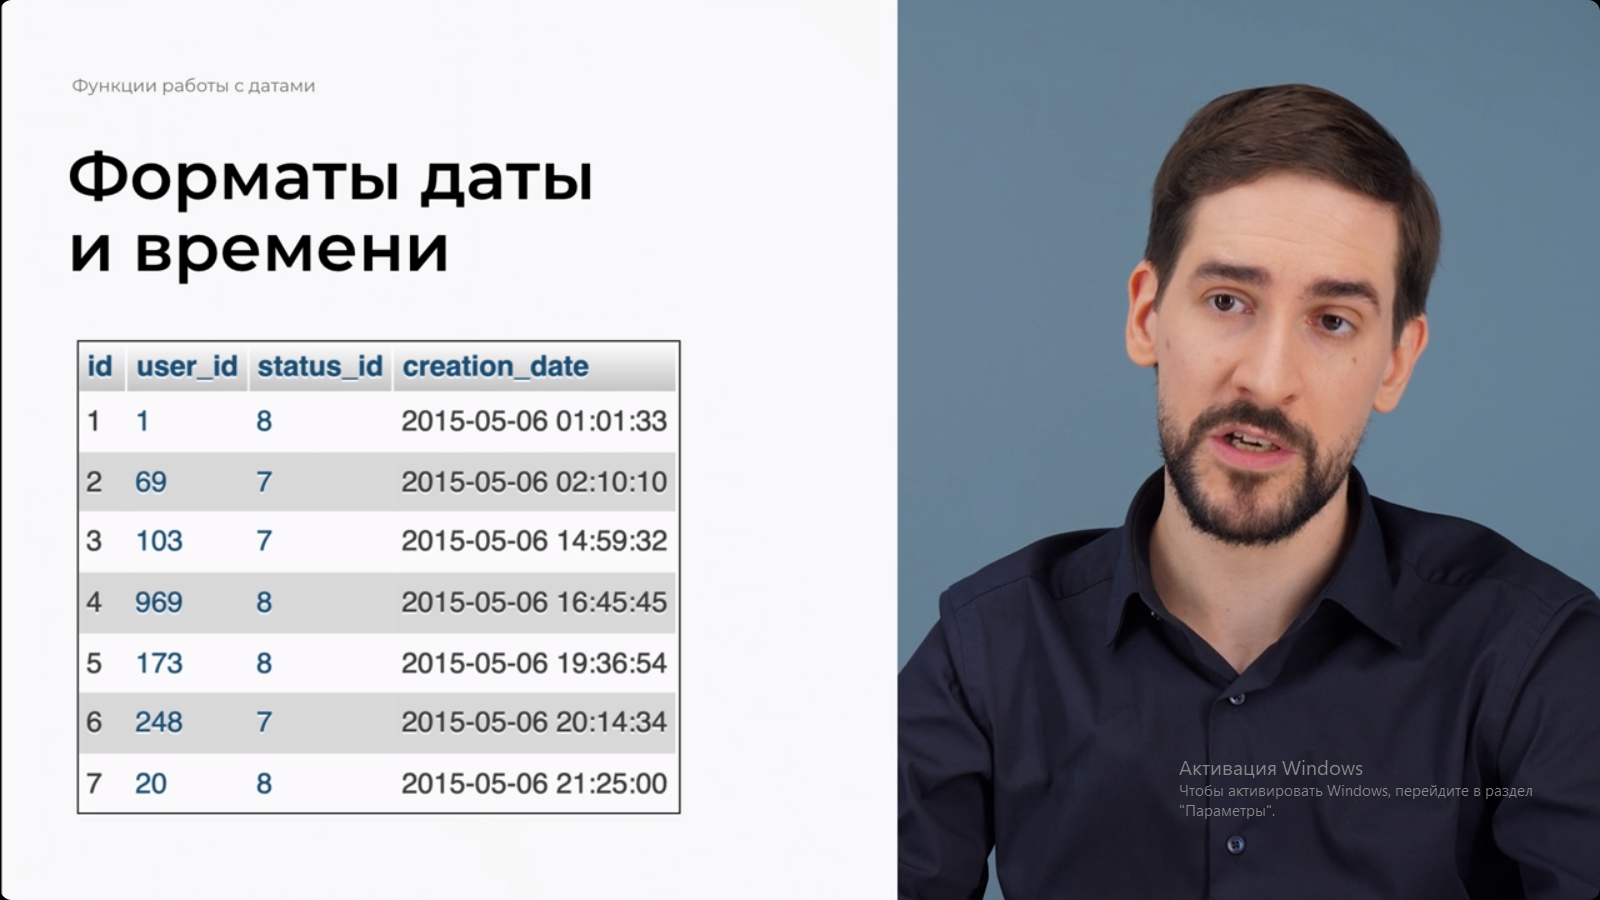 Функции работы с датами
Форматы даты
и времени
id user_id status_id creation_date
1 1 8 2015-05-06 01:01:33
2 69 7 2015-05-06 02:10:10
3 103 7 2015-05-06 14:59:32
4 969 8 2015-05-06 16:45:45
5 173 8 2015-05-06 19:36:54
6 248 7 2015-05-06 20:14:34
7 20 8 2015-05-06 21:25:00
Активация Windows
Чтобы активировать Windows, перейдите в раздел
"Параметры".